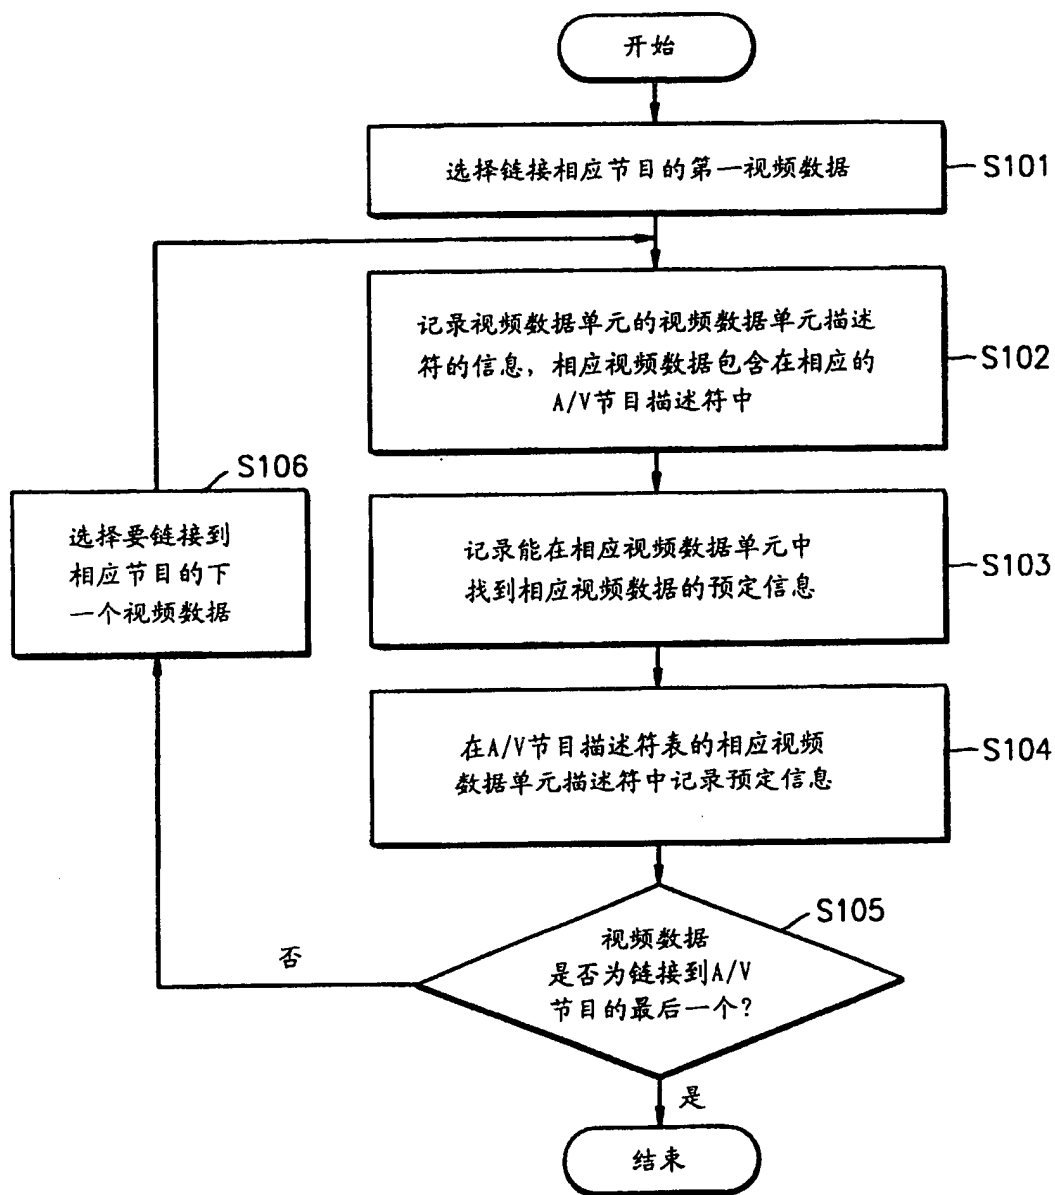 开始
选择链接相应节目的第一视频数据
S101
记录视频数据单元的视频数据单元描述
符的信息，相应视频数据包含在相应的
A/V节目描述符中
S102
S106
选择要链接到
相应节目的下
一个视频数据
记录能在相应视频数据单元中
找到相应视频数据的预定信息
S103
在A/V节目描述符表的相应视频
数据单元描述符中记录预定信息
S104
S105
视频数据
是否为链接到A/V
节目的最后一个?
否
是
结束